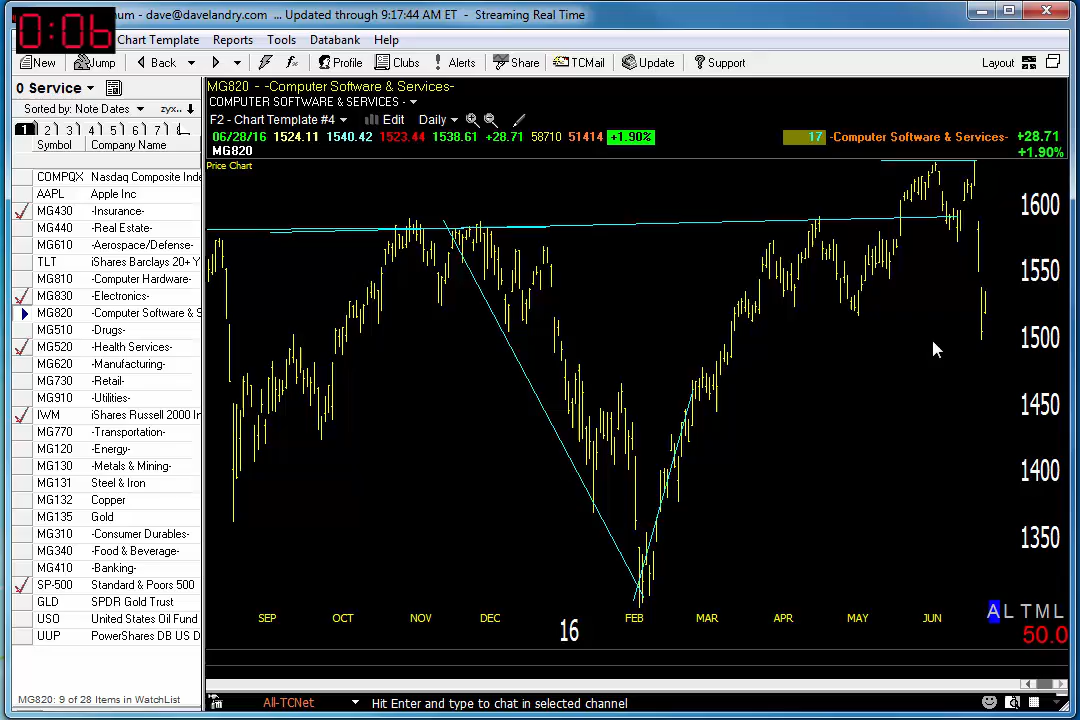 0:06
num - dave@davelandry.com ... Updated through 9:17:44 AM ET - Streaming Real Time
Chart Template Reports Tools Databank Help
New Jump Back Profile Clubs Alerts Share TCMail Update Support Layout
0 Service
Sorted by: Note Dates zyx..
1 2 3 4 5 6 7
Symbol Company Name
COMPQX Nasdaq Composite Inde
AAPL Apple Inc
MG430 -Insurance-
MG440 -Real Estate-
MG610 -Aerospace/Defense-
TLT iShares Barclays 20+ Y
MG810 -Computer Hardware-
MG830 -Electronics-
MG820 -Computer Software & S
MG510 -Drugs-
MG520 -Health Services-
MG620 -Manufacturing-
MG730 -Retail-
MG910 -Utilities-
IWM iShares Russell 2000 In
MG770 -Transportation-
MG120 -Energy-
MG130 -Metals & Mining-
MG131 Steel & Iron
MG132 Copper
MG135 Gold
MG310 -Consumer Durables-
MG340 -Food & Beverage-
MG410 -Banking-
SP-500 Standard & Poors 500
GLD SPDR Gold Trust
USO United States Oil Fund
UUP PowerShares DB US D
MG820: 9 of 28 Items in WatchList
MG820 - -Computer Software & Services-
COMPUTER SOFTWARE & SERVICES -
F2 - Chart Template #4 Edit Daily
06/28/16 1524.11 1540.42 1523.44 1538.61 +28.71 58710 51414 +1.90%
17 -Computer Software & Services- +28.71
+1.90%
MG820
Price Chart
1600
1550
1500
1450
1400
1350
SEP OCT NOV DEC 16 FEB MAR APR MAY JUN
A L T M L
50.0
All-TCNet Hit Enter and type to chat in selected channel